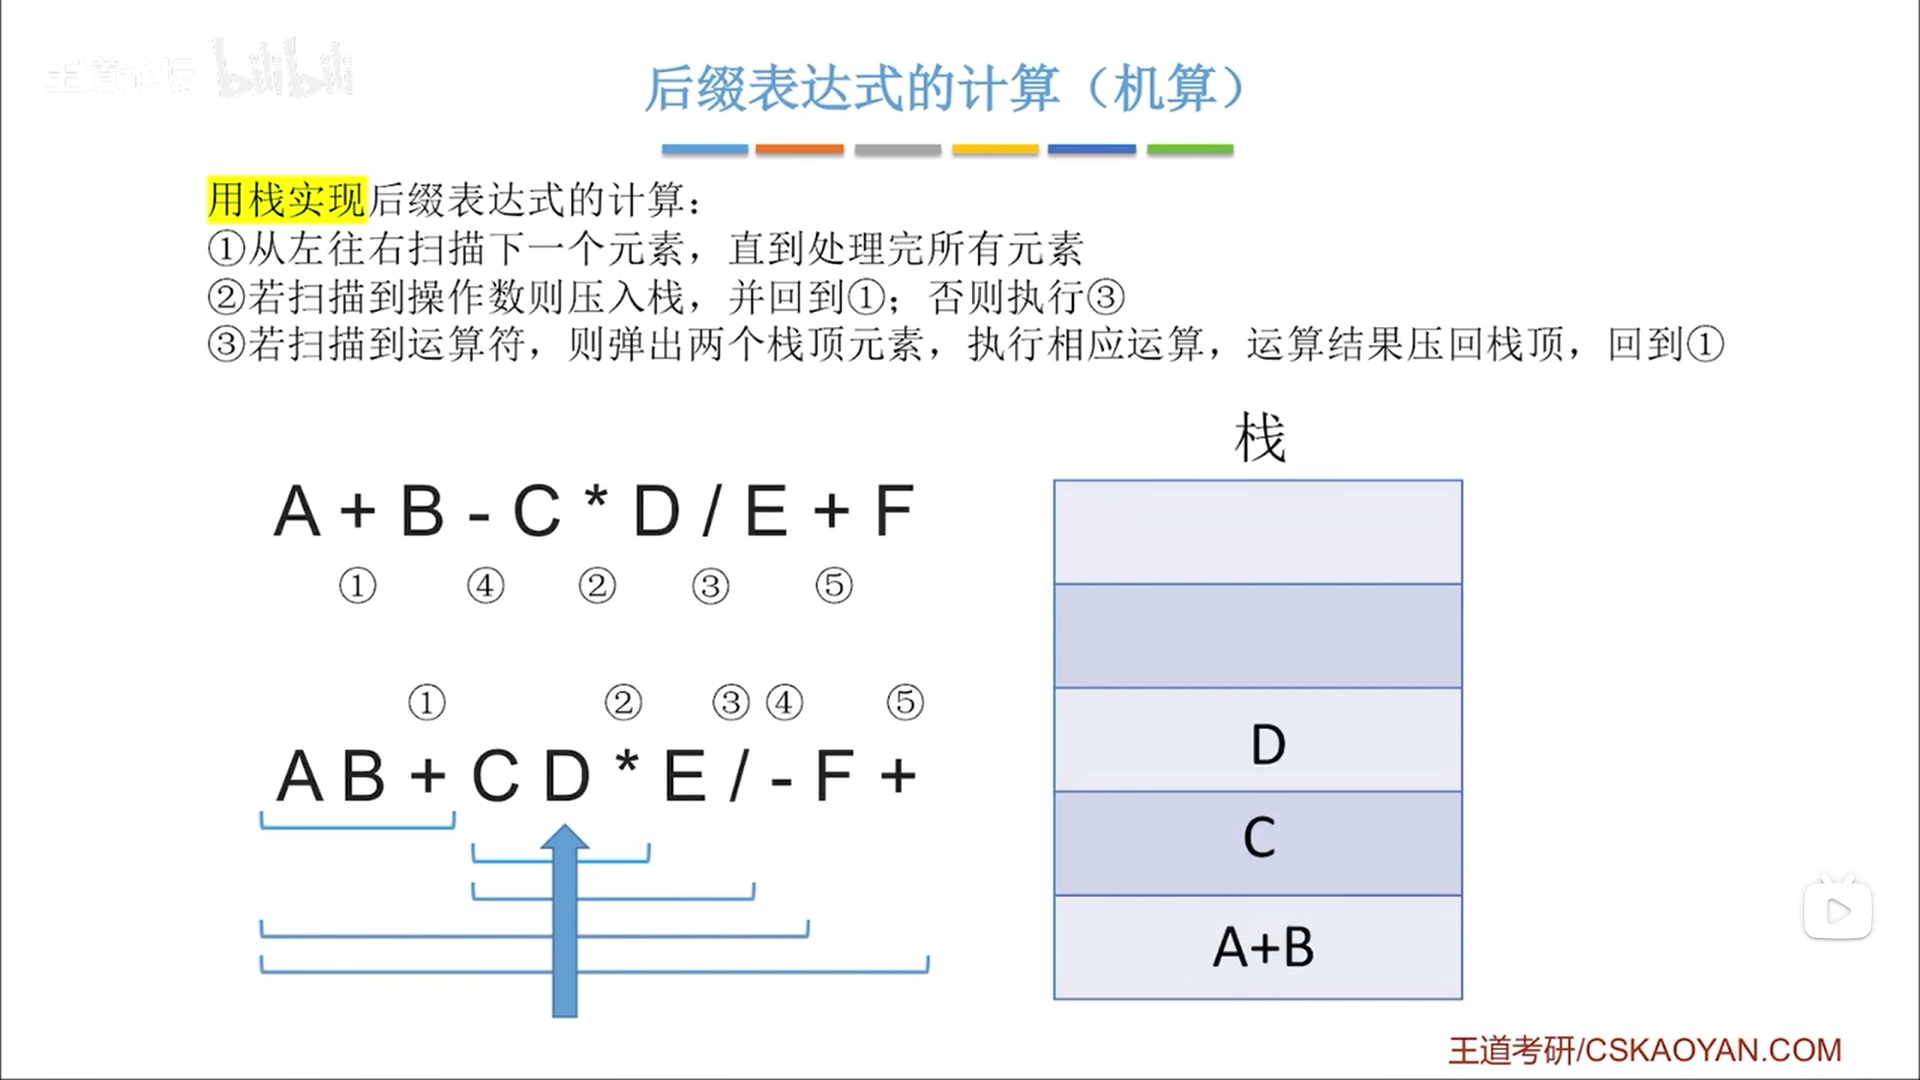 王道论坛 bilibili
后缀表达式的计算（机算）
用栈实现后缀表达式的计算：
①从左往右扫描下一个元素，直到处理完所有元素
②若扫描到操作数则压入栈，并回到①；否则执行③
③若扫描到运算符，则弹出两个栈顶元素，执行相应运算，运算结果压回栈顶，回到①
A + B - C * D / E + F
① ④ ② ③ ⑤
① ② ③ ④ ⑤
A B + C D * E / - F +
栈
D
C
A+B
王道考研/CSKAOYAN.COM